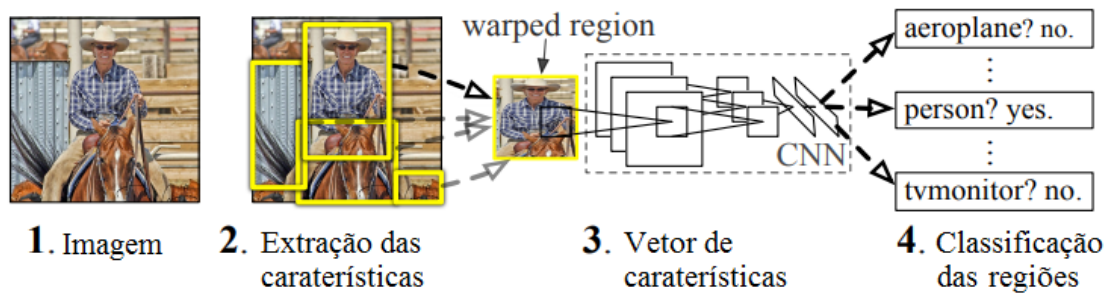 warped region
aeroplane? no.
⋮
person? yes.
⋮
tvmonitor? no.
CNN
1. Imagem
2. Extração das
caraterísticas
3. Vetor de
caraterísticas
4. Classificação
das regiões